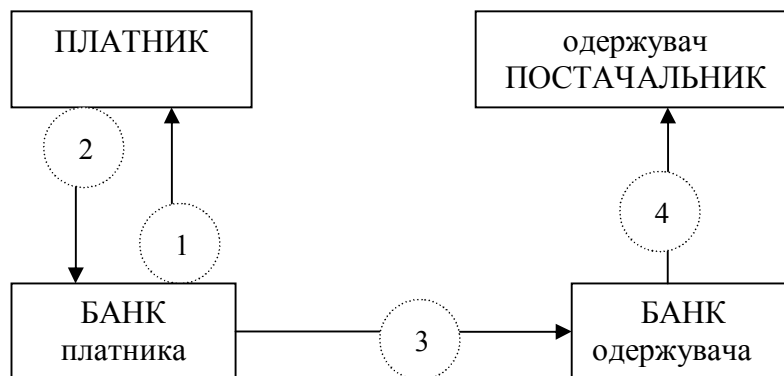 ПЛАТНИК
одержувач
ПОСТАЧАЛЬНИК
2
1
4
БАНК
платника
3
БАНК
одержувача